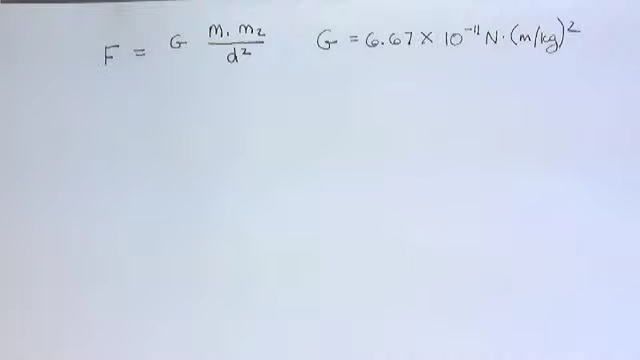 F = G m₁ m₂ / d² G = 6.67 × 10⁻¹¹ N·(m/kg)²